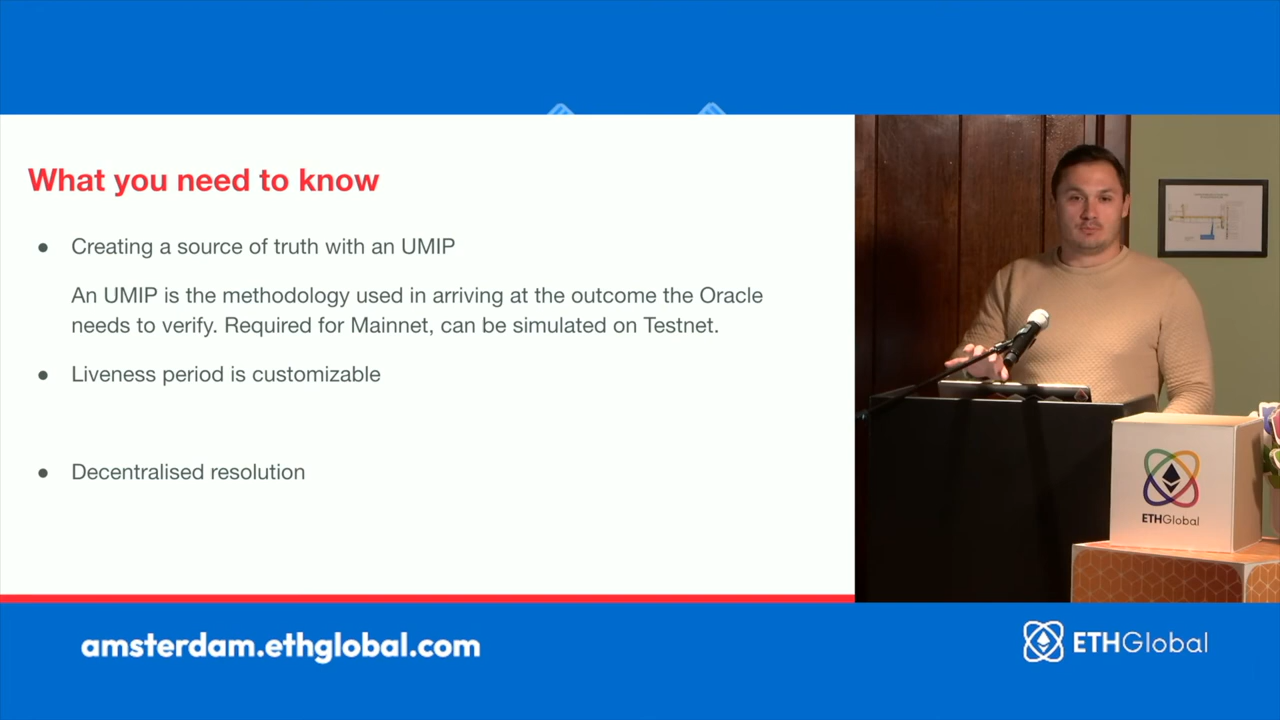 What you need to know
● Creating a source of truth with an UMIP
An UMIP is the methodology used in arriving at the outcome the Oracle
needs to verify. Required for Mainnet, can be simulated on Testnet.
● Liveness period is customizable
● Decentralised resolution
ETHGlobal
amsterdam.ethglobal.com
ETHGlobal